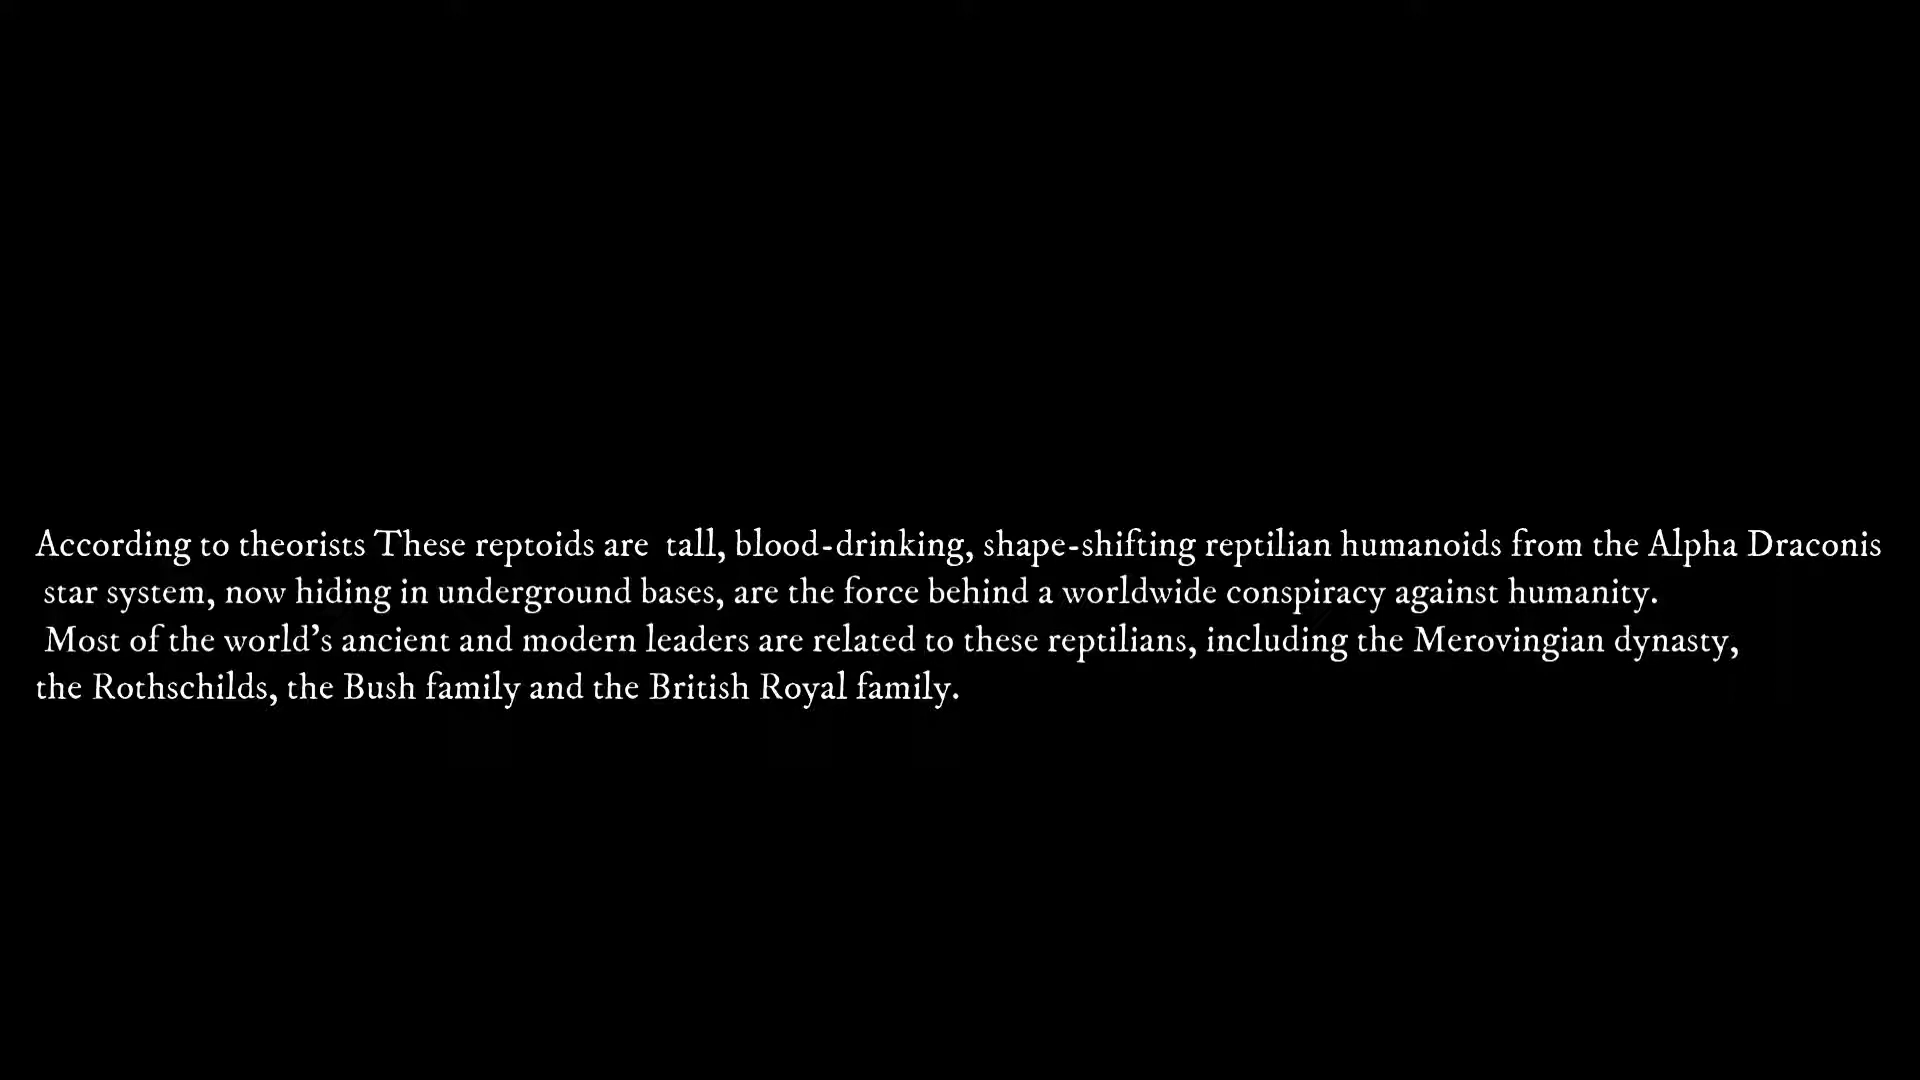 According to theorists These reptoids are  tall, blood-drinking, shape-shifting reptilian humanoids from the Alpha Draconis
star system, now hiding in underground bases, are the force behind a worldwide conspiracy against humanity.
Most of the world’s ancient and modern leaders are related to these reptilians, including the Merovingian dynasty,
the Rothschilds, the Bush family and the British Royal family.